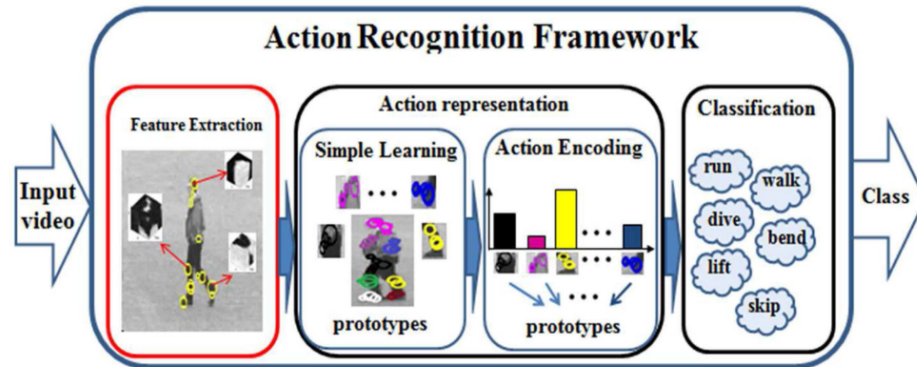 Action Recognition Framework
Input
video
Feature Extraction
Action representation
Simple Learning
prototypes
Action Encoding
prototypes
Classification
run
walk
dive
bend
lift
skip
Class